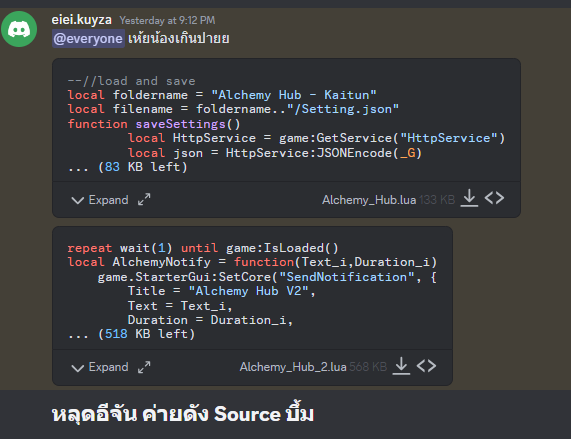 eiei.kuyza Yesterday at 9:12 PM
@everyone เห้ยน้องเกินปายยย
--//load and save
local foldername = "Alchemy Hub - Kaitun"
local filename = foldername.."/Setting.json"
function saveSettings()
local HttpService = game:GetService("HttpService")
local json = HttpService:JSONEncode(_G)
... (83 KB left)
Expand Alchemy_Hub.lua 133 KB <>
repeat wait(1) until game:IsLoaded()
local AlchemyNotify = function(Text_i,Duration_i)
game.StarterGui:SetCore("SendNotification", {
Title = "Alchemy Hub V2",
Text = Text_i,
Duration = Duration_i,
... (518 KB left)
Expand Alchemy_Hub_2.lua 568 KB <>
หลุดอีจัน ค่ายดัง Source บึ้ม